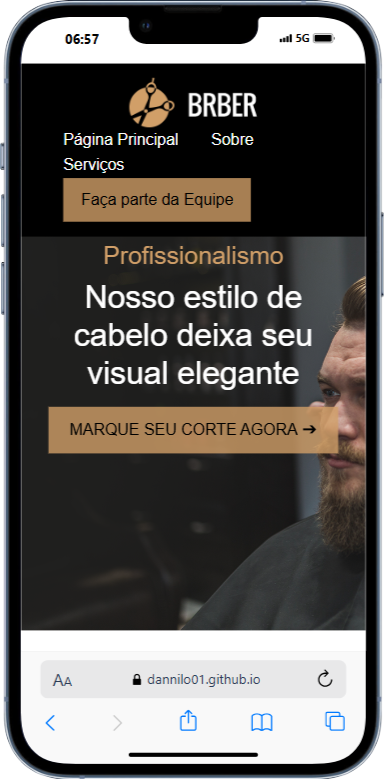 06:57
5G
BRBER
Página Principal Sobre
Serviços
Faça parte da Equipe
Profissionalismo
Nosso estilo de
cabelo deixa seu
visual elegante
MARQUE SEU CORTE AGORA ➔
AA dannilo01.github.io